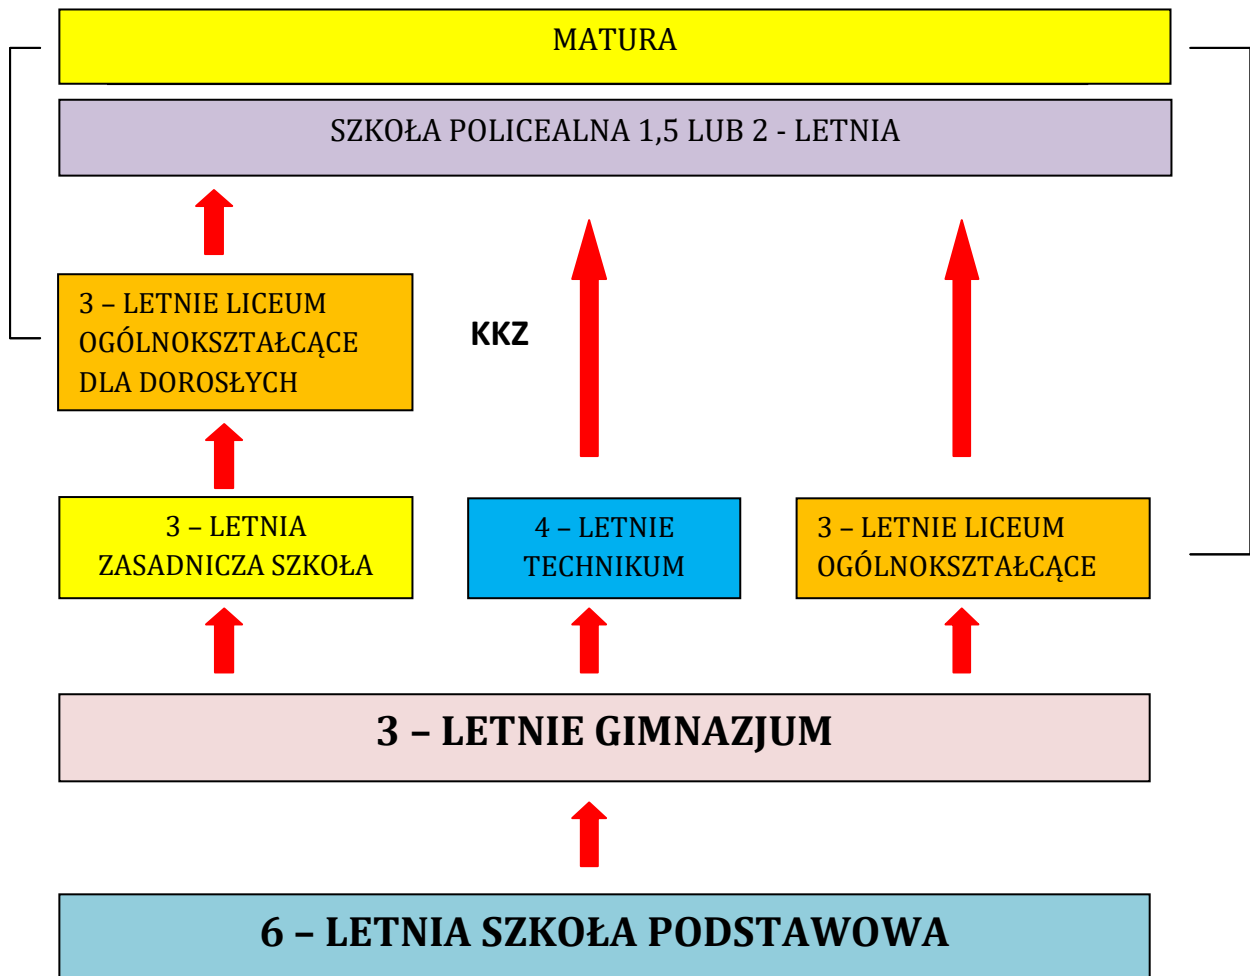 MATURA
SZKOŁA POLICEALNA 1,5 LUB 2 - LETNIA
3 – LETNIE LICEUM
OGÓLNOKSZTAŁCĄCE
DLA DOROSŁYCH
KKZ
3 – LETNIA
ZASADNICZA SZKOŁA
4 – LETNIE
TECHNIKUM
3 – LETNIE LICEUM
OGÓLNOKSZTAŁCĄCE
3 – LETNIE GIMNAZJUM
6 – LETNIA SZKOŁA PODSTAWOWA